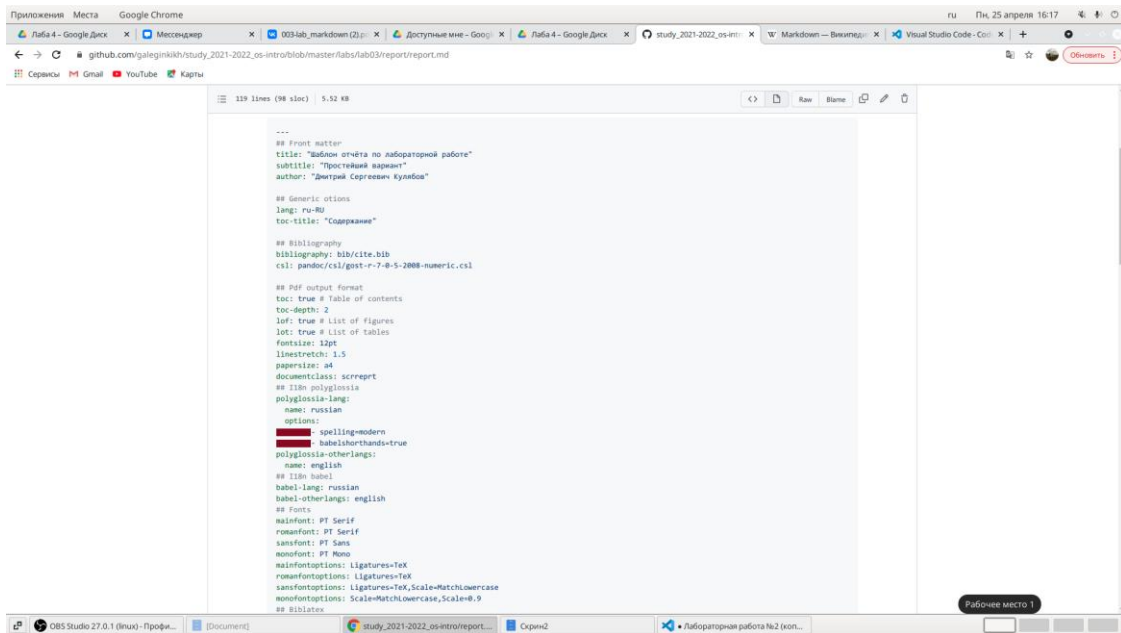 Приложения Места Google Chrome ru Пн, 25 апреля 16:17
Лаба 4 – Google Диск Мессенджер 003-lab_markdown (2).p Доступные мне – Googl Лаба 4 – Google Диск study_2021-2022_os-intr Markdown — Википеди Visual Studio Code - Cod
github.com/galeginkikh/study_2021-2022_os-intro/blob/master/labs/lab03/report/report.md Обновить
Сервисы Gmail YouTube Карты
119 lines (98 sloc) 5.52 KB <> Raw Blame
---
## Front matter
title: "Шаблон отчёта по лабораторной работе"
subtitle: "Простейший вариант"
author: "Дмитрий Сергеевич Кулябов"
## Generic otions
lang: ru-RU
toc-title: "Содержание"
## Bibliography
bibliography: bib/cite.bib
csl: pandoc/csl/gost-r-7-0-5-2008-numeric.csl
## Pdf output format
toc: true # Table of contents
toc-depth: 2
lof: true # List of figures
lot: true # List of tables
fontsize: 12pt
linestretch: 1.5
papersize: a4
documentclass: scrreprt
## I18n polyglossia
polyglossia-lang:
name: russian
options:
- spelling=modern
- babelshorthands=true
polyglossia-otherlangs:
name: english
## I18n babel
babel-lang: russian
babel-otherlangs: english
## Fonts
mainfont: PT Serif
romanfont: PT Serif
sansfont: PT Sans
monofont: PT Mono
mainfontoptions: Ligatures=TeX
romanfontoptions: Ligatures=TeX
sansfontoptions: Ligatures=TeX,Scale=MatchLowercase
monofontoptions: Scale=MatchLowercase,Scale=0.9
## Biblatex
Рабочее место 1
OBS Studio 27.0.1 (linux) - Профи... [Document] study_2021-2022_os-intro/report.... Скрин2 • Лабораторная работа №2 (коп...